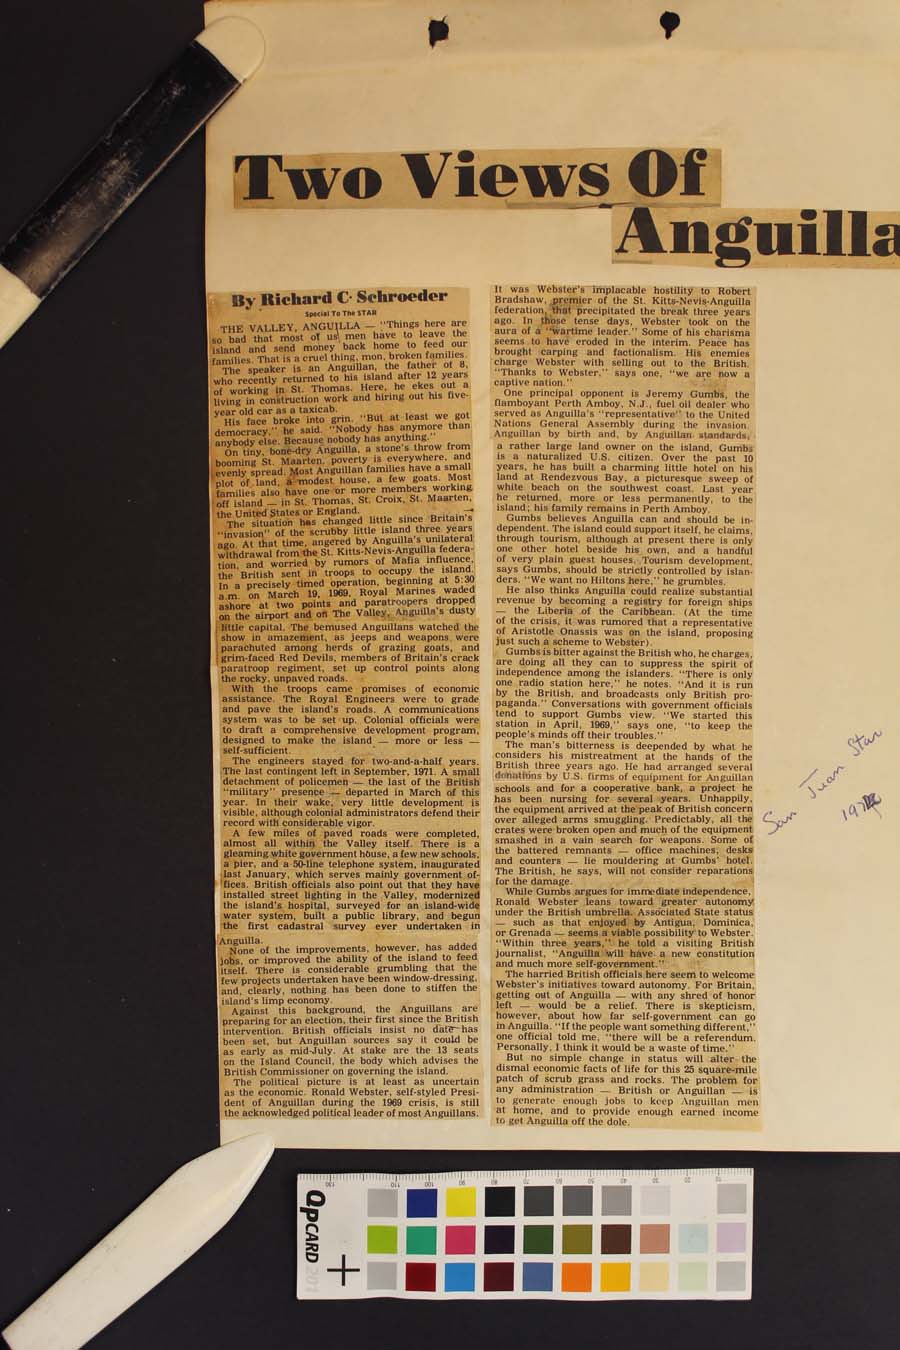 Two Views Of
Anguilla
By Richard C. Schroeder
Special To The STAR
THE VALLEY, ANGUILLA — "Things here are
so bad that most of us men have to leave the
island and send money back home to feed our
families. That is a cruel thing, mon, broken families.
The speaker is an Anguillan, the father of 8,
who recently returned to his island after 12 years
of working in St. Thomas. Here, he ekes out a
living in construction work and hiring out his five-
year old car as a taxicab.
His face broke into grin. "But at least we got
democracy," he said. "Nobody has anymore than
anybody else. Because nobody has anything."
On tiny, bone-dry Anguilla, a stone's throw from
booming St. Maarten, poverty is everywhere, and
evenly spread. Most Anguillan families have a small
plot of land, a modest house, a few goats. Most
families also have one or more members working
off island — in St. Thomas, St. Croix, St. Maarten,
the United States or England.
The situation has changed little since Britain's
"invasion" of the scrubby little island three years
ago. At that time, angered by Anguilla's unilateral
withdrawal from the St. Kitts-Nevis-Anguilla federa-
tion, and worried by rumors of Mafia influence,
the British sent in troops to occupy the island.
In a precisely timed operation, beginning at 5:30
a.m. on March 19, 1969, Royal Marines waded
ashore at two points and paratroopers dropped
on the airport and on The Valley, Anguilla's dusty
little capital. The bemused Anguillans watched the
show in amazement, as jeeps and weapons were
parachuted among herds of grazing goats, and
grim-faced Red Devils, members of Britain's crack
paratroop regiment, set up control points along
the rocky, unpaved roads.
With the troops came promises of economic
assistance. The Royal Engineers were to grade
and pave the island's roads. A communications
system was to be set up. Colonial officials were
to draft a comprehensive development program,
designed to make the island — more or less —
self-sufficient.
The engineers stayed for two-and-a-half years.
The last contingent left in September, 1971. A small
detachment of policemen — the last of the British
"military" presence — departed in March of this
year. In their wake, very little development is
visible, although colonial administrators defend their
record with considerable vigor.
A few miles of paved roads were completed,
almost all within the Valley itself. There is a
gleaming white government house, a few new schools,
a pier, and a 50-line telephone system, inaugurated
last January, which serves mainly government of-
fices. British officials also point out that they have
installed street lighting in the Valley, modernized
the island's hospital, surveyed for an island-wide
water system, built a public library, and begun
the first cadastral survey ever undertaken in
Anguilla.
None of the improvements, however, has added
jobs, or improved the ability of the island to feed
itself. There is considerable grumbling that the
few projects undertaken have been window-dressing,
and, clearly, nothing has been done to stiffen the
island's limp economy.
Against this background, the Anguillans are
preparing for an election, their first since the British
intervention. British officials insist no date has
been set, but Anguillan sources say it could be
as early as mid-July. At stake are the 13 seats
on the Island Council, the body which advises the
British Commissioner on governing the island.
The political picture is at least as uncertain
as the economic. Ronald Webster, self-styled Presi-
dent of Anguillan during the 1969 crisis, is still
the acknowledged political leader of most Anguillans.
It was Webster's implacable hostility to Robert
Bradshaw, premier of the St. Kitts-Nevis-Anguilla
federation, that precipitated the break three years
ago. In those tense days, Webster took on the
aura of a "wartime leader." Some of his charisma
seems to have eroded in the interim. Peace has
brought carping and factionalism. His enemies
charge Webster with selling out to the British.
"Thanks to Webster," says one, "we are now a
captive nation."
One principal opponent is Jeremy Gumbs, the
flamboyant Perth Amboy, N.J., fuel oil dealer who
served as Anguilla's "representative" to the United
Nations General Assembly during the invasion.
Anguillan by birth and, by Anguillan standards,
a rather large land owner on the island, Gumbs
is a naturalized U.S. citizen. Over the past 10
years, he has built a charming little hotel on his
land at Rendezvous Bay, a picturesque sweep of
white beach on the southwest coast. Last year
he returned, more or less permanently, to the
island; his family remains in Perth Amboy.
Gumbs believes Anguilla can and should be in-
dependent. The island could support itself, he claims,
through tourism, although at present there is only
one other hotel beside his own, and a handful
of very plain guest houses. Tourism development,
says Gumbs, should be strictly controlled by islan-
ders. "We want no Hiltons here," he grumbles.
He also thinks Anguilla could realize substantial
revenue by becoming a registry for foreign ships
— the Liberia of the Caribbean. (At the time
of the crisis, it was rumored that a representative
of Aristotle Onassis was on the island, proposing
just such a scheme to Webster).
Gumbs is bitter against the British who, he charges,
are doing all they can to suppress the spirit of
independence among the islanders. "There is only
one radio station here," he notes. "And it is run
by the British, and broadcasts only British pro-
paganda." Conversations with government officials
tend to support Gumbs view. "We started this
station in April, 1969," says one, "to keep the
people's minds off their troubles."
The man's bitterness is deepended by what he
considers his mistreatment at the hands of the
British three years ago. He had arranged several
donations by U.S. firms of equipment for Anguillan
schools and for a cooperative bank, a project he
has been nursing for several years. Unhappily,
the equipment arrived at the peak of British concern
over alleged arms smuggling. Predictably, all the
crates were broken open and much of the equipment
smashed in a vain search for weapons. Some of
the battered remnants — office machines, desks
and counters — lie mouldering at Gumbs' hotel.
The British, he says, will not consider reparations
for the damage.
While Gumbs argues for immediate independence,
Ronald Webster leans toward greater autonomy
under the British umbrella. Associated State status
— such as that enjoyed by Antigua, Dominica,
or Grenada — seems a viable possibility to Webster.
"Within three years," he told a visiting British
journalist, "Anguilla will have a new constitution
and much more self-government."
The harried British officials here seem to welcome
Webster's initiatives toward autonomy. For Britain,
getting out of Anguilla — with any shred of honor
left — would be a relief. There is skepticism,
however, about how far self-government can go
in Anguilla. "If the people want something different,"
one official told me, "there will be a referendum.
Personally, I think it would be a waste of time."
But no simple change in status will alter the
dismal economic facts of life for this 25 square-mile
patch of scrub grass and rocks. The problem for
any administration — British or Anguillan — is
to generate enough jobs to keep Anguillan men
at home, and to provide enough earned income
to get Anguilla off the dole.
San Juan Star
QPCARD 201